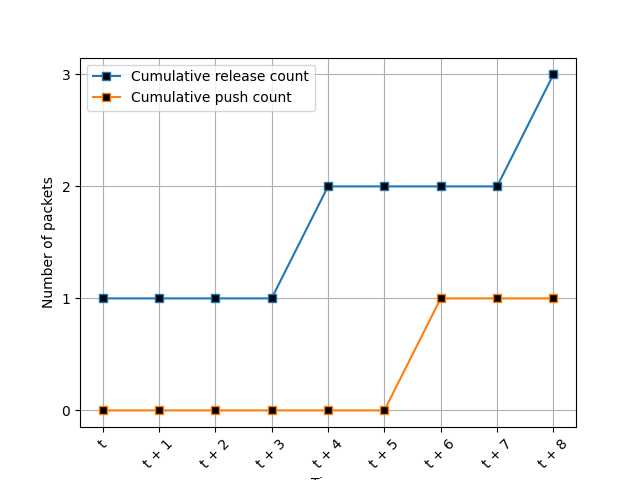 Cumulative release count
Cumulative push count
Number of packets
3
2
1
0
t
t + 1
t + 2
t + 3
t + 4
t + 5
t + 6
t + 7
t + 8